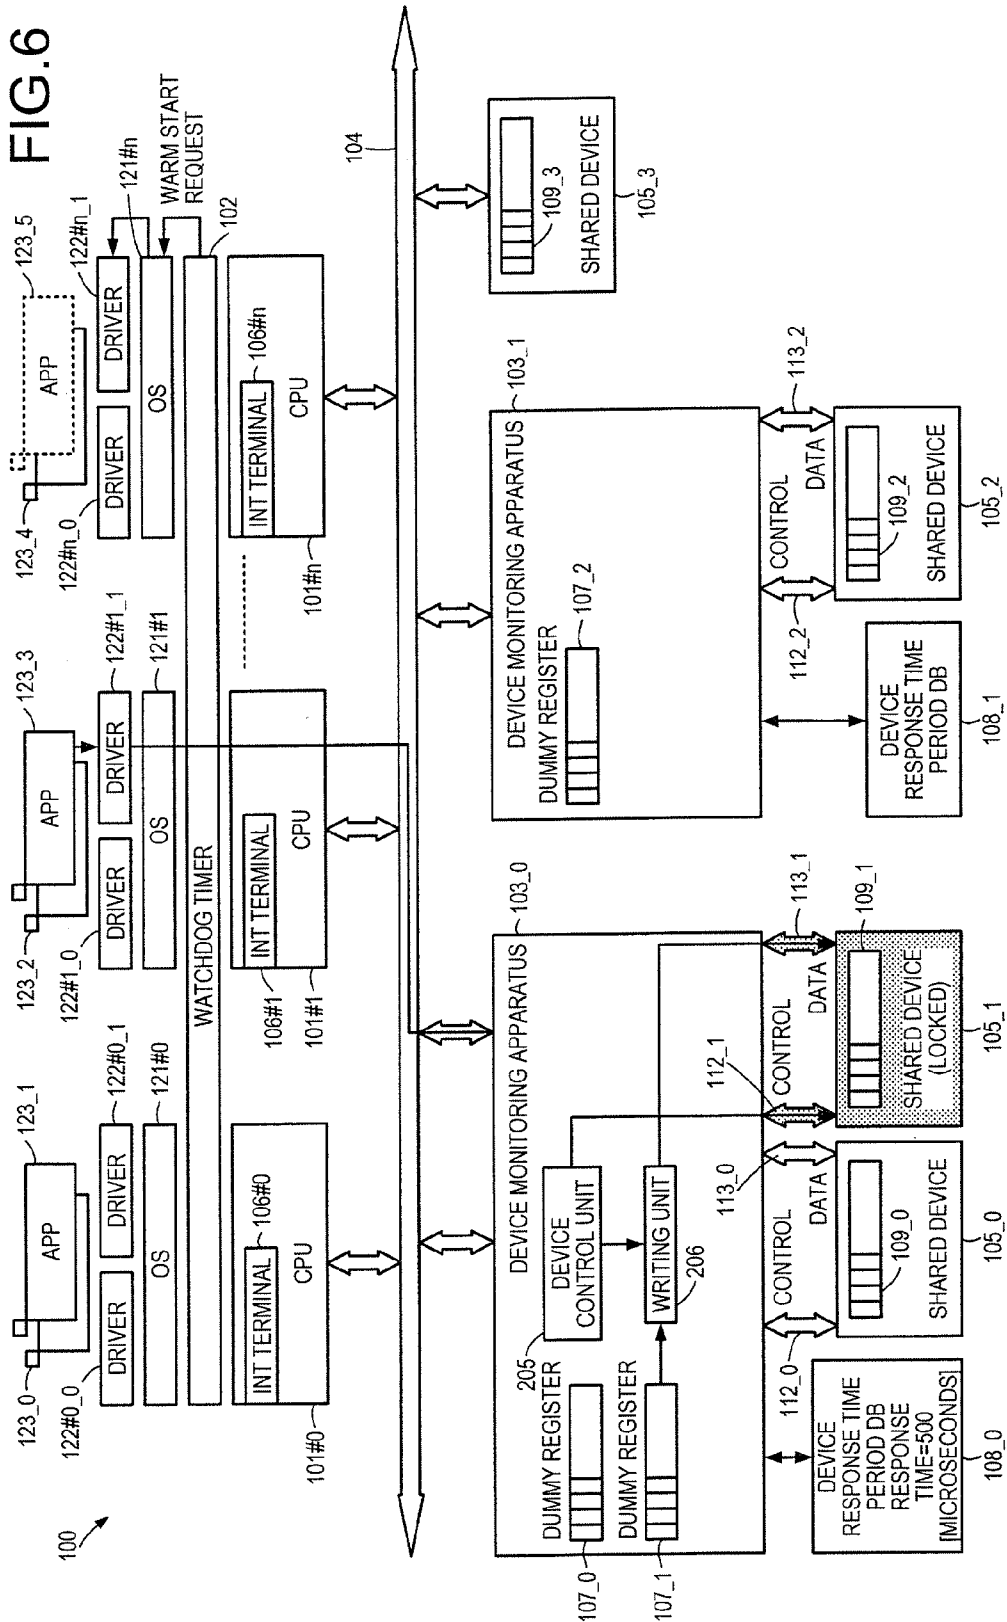 FIG.6
100
123_0
123_1
APP
122#0_0
DRIVER
DRIVER
122#0_1
OS
121#0
123_2
123_3
APP
122#1_0
DRIVER
DRIVER
122#1_1
OS
121#1
123_4
123_5
APP
122#n_0
DRIVER
DRIVER
122#n_1
OS
121#n
WARM START
REQUEST
WATCHDOG TIMER
102
INT TERMINAL
106#0
CPU
101#0
INT TERMINAL
106#1
CPU
101#1
INT TERMINAL
106#n
CPU
101#n
104
DEVICE MONITORING APPARATUS
103_0
DUMMY REGISTER
107_0
DUMMY REGISTER
107_1
205
DEVICE
CONTROL UNIT
WRITING UNIT
206
DEVICE MONITORING APPARATUS
103_1
DUMMY REGISTER
107_2
109_3
SHARED DEVICE
105_3
112_0
CONTROL
DATA
113_0
112_1
CONTROL
DATA
113_1
112_2
CONTROL
DATA
113_2
DEVICE
RESPONSE TIME
PERIOD DB
RESPONSE
TIME=500
[MICROSECONDS]
108_0
109_0
SHARED DEVICE
105_0
109_1
SHARED DEVICE
(LOCKED)
105_1
DEVICE
RESPONSE TIME
PERIOD DB
108_1
109_2
SHARED DEVICE
105_2